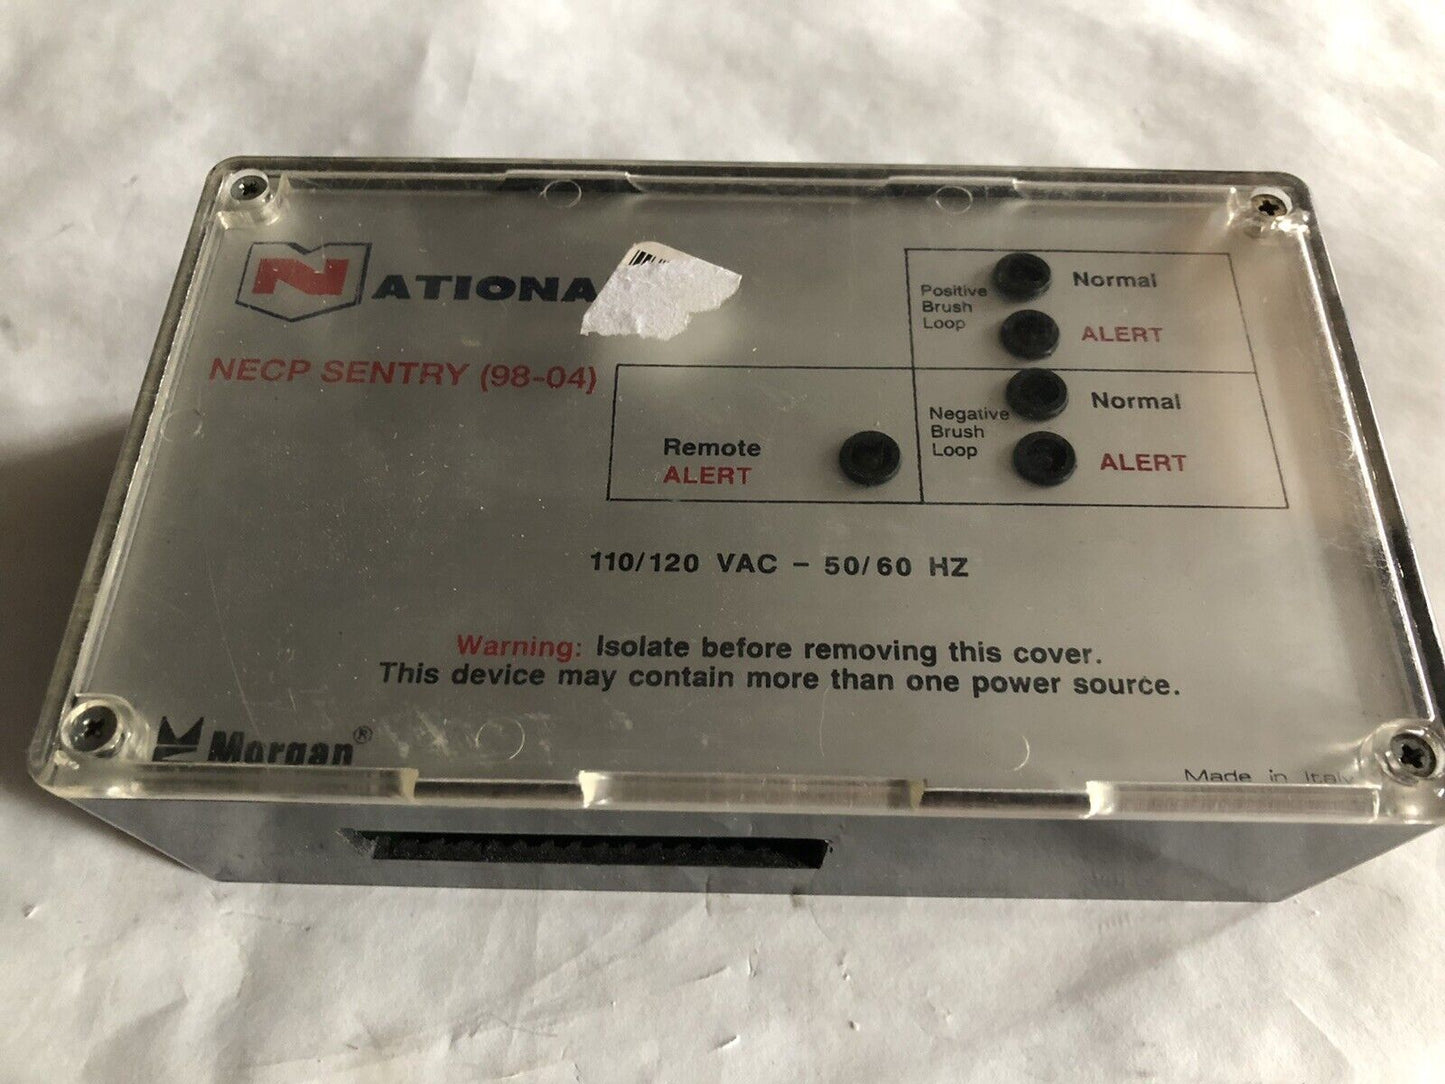 NATIONA
NECP SENTRY (98-04)
Positive
Brush
Loop
Normal
ALERT
Negative
Brush
Loop
Normal
ALERT
Remote
ALERT
110/120 VAC - 50/60 HZ
Warning: Isolate before removing this cover.
This device may contain more than one power source.
Morgan®
Made in Italy